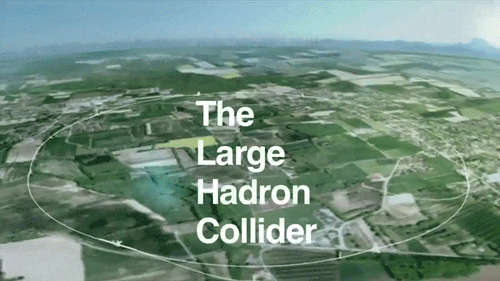 The
Large
Hadron
Collider